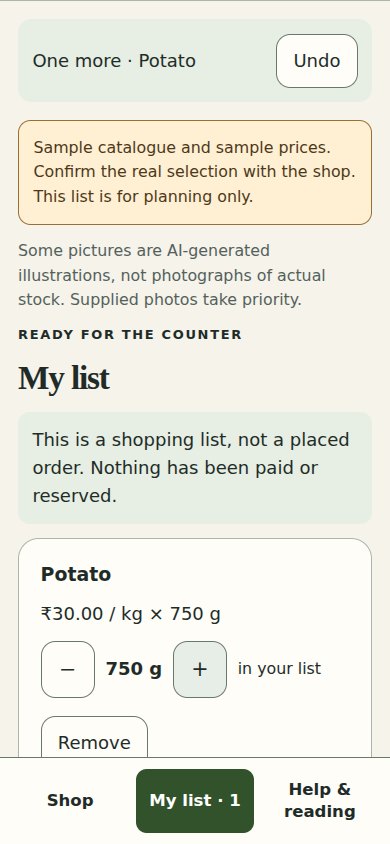 One more · Potato
Undo
Sample catalogue and sample prices.
Confirm the real selection with the shop.
This list is for planning only.
Some pictures are AI-generated
illustrations, not photographs of actual
stock. Supplied photos take priority.
READY FOR THE COUNTER
My list
This is a shopping list, not a placed
order. Nothing has been paid or
reserved.
Potato
₹30.00 / kg × 750 g
− 750 g + in your list
Remove
Shop
My list · 1
Help &
reading